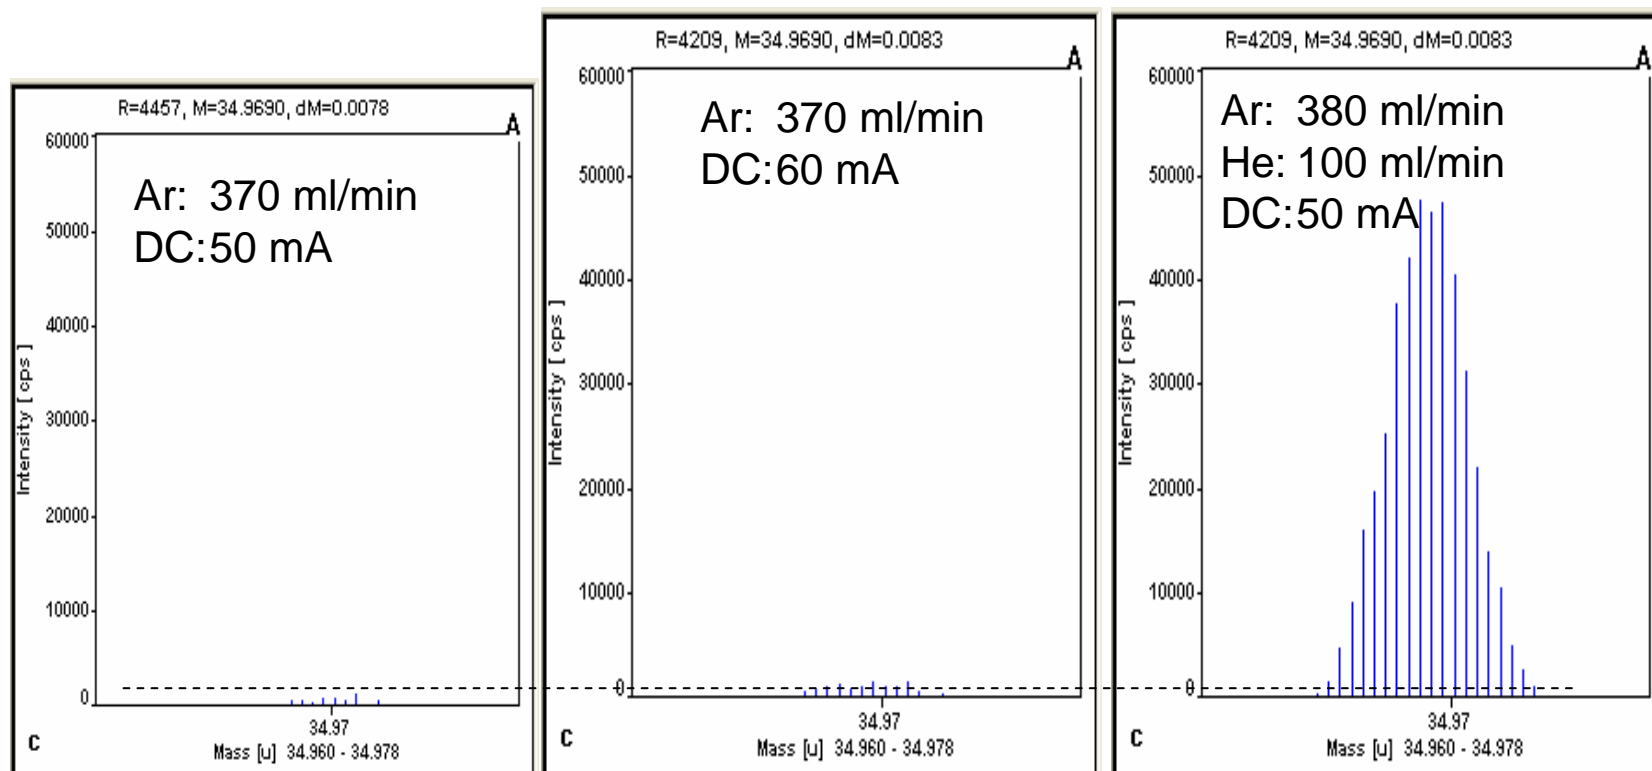 R=4457, M=34.9690, dM=0.0078
A
Ar: 370 ml/min
DC:50 mA
Intensity [ cps ]
60000
50000
40000
30000
20000
10000
0
34.97
C
Mass [u] 34.960 - 34.978
R=4209, M=34.9690, dM=0.0083
A
Ar: 370 ml/min
DC:60 mA
Intensity [ cps ]
60000
50000
40000
30000
20000
10000
0
34.97
C
Mass [u] 34.960 - 34.978
R=4209, M=34.9690, dM=0.0083
A
Ar: 380 ml/min
He: 100 ml/min
DC:50 mA
Intensity [ cps ]
60000
50000
40000
30000
20000
10000
0
34.97
C
Mass [u] 34.960 - 34.978